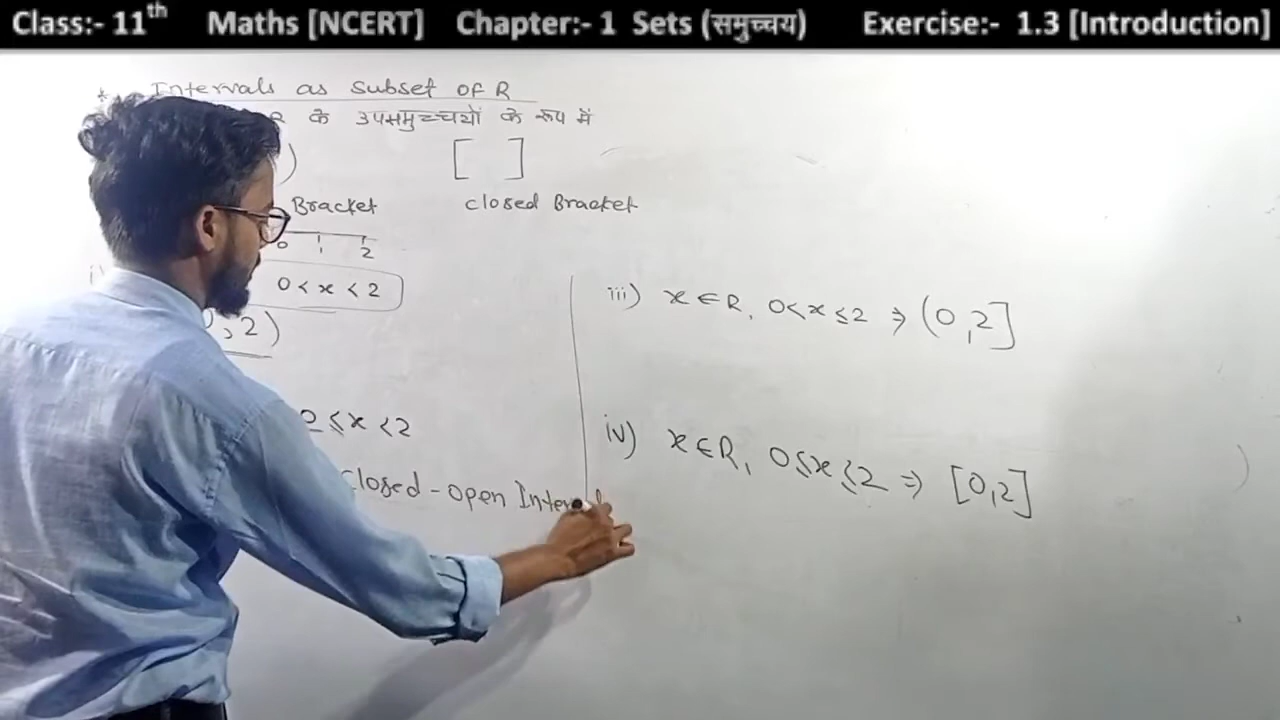 Class:- 11th Maths [NCERT] Chapter:- 1 Sets (समुच्चय) Exercise:- 1.3 [Introduction]
* Intervals as subset of R
के उपसमुच्चयों के रूप में
) [ ]
Bracket closed Bracket
0 1 2
0 < x < 2
, 2 )
0 ≤ x < 2
Closed - open
iii) x ∈ R, 0 < x ≤ 2 ⇒ (0, 2]
iv) x ∈ R, 0 ≤ x ≤ 2 ⇒ [0, 2]
)